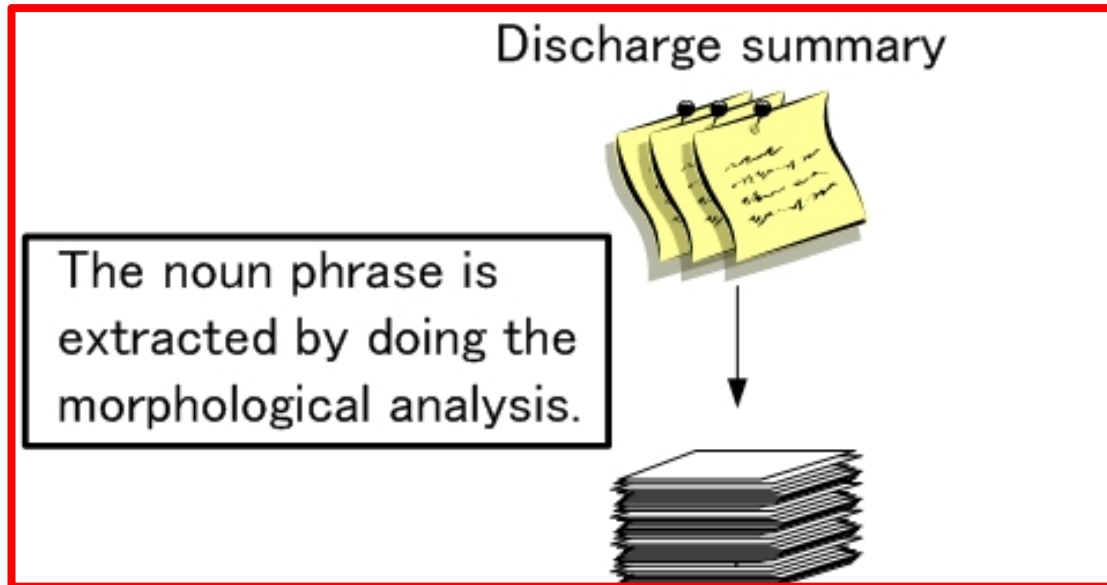 Discharge summary
The noun phrase is
extracted by doing the
morphological analysis.